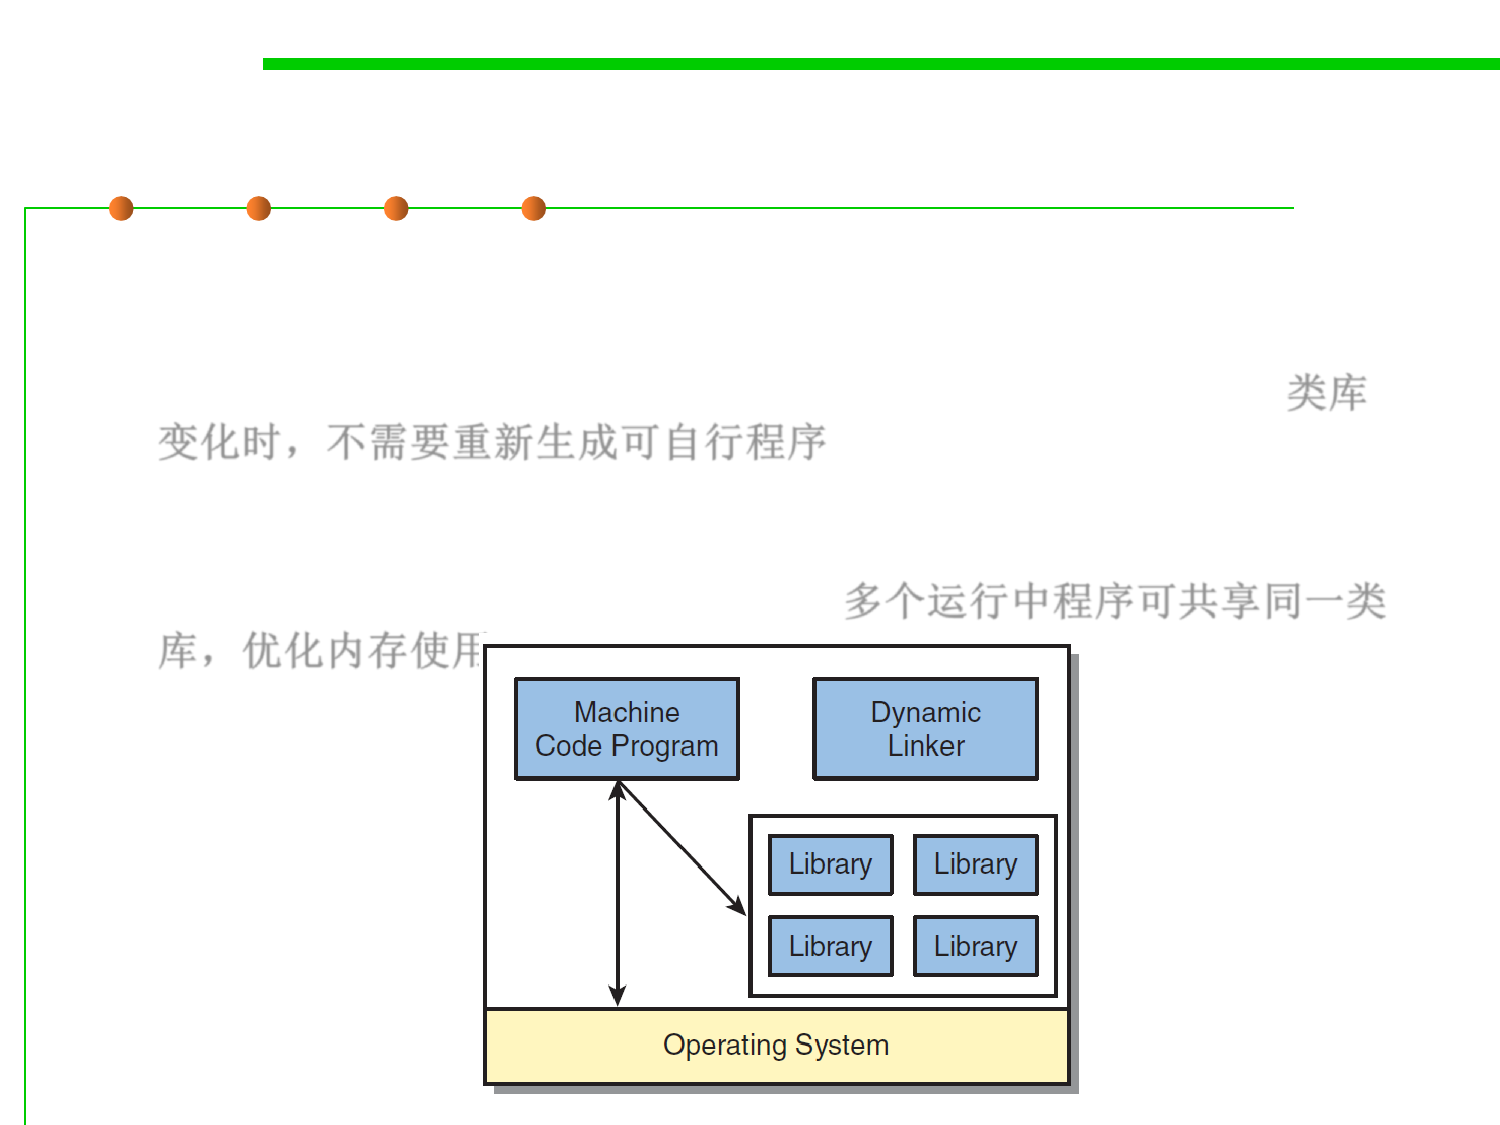 类库
变化时，不需要重新生成可自行程序
多个运行中程序可共享同一类
库，优化内存使用
Machine
Code Program
Dynamic
Linker
Library
Library
Library
Library
Operating System